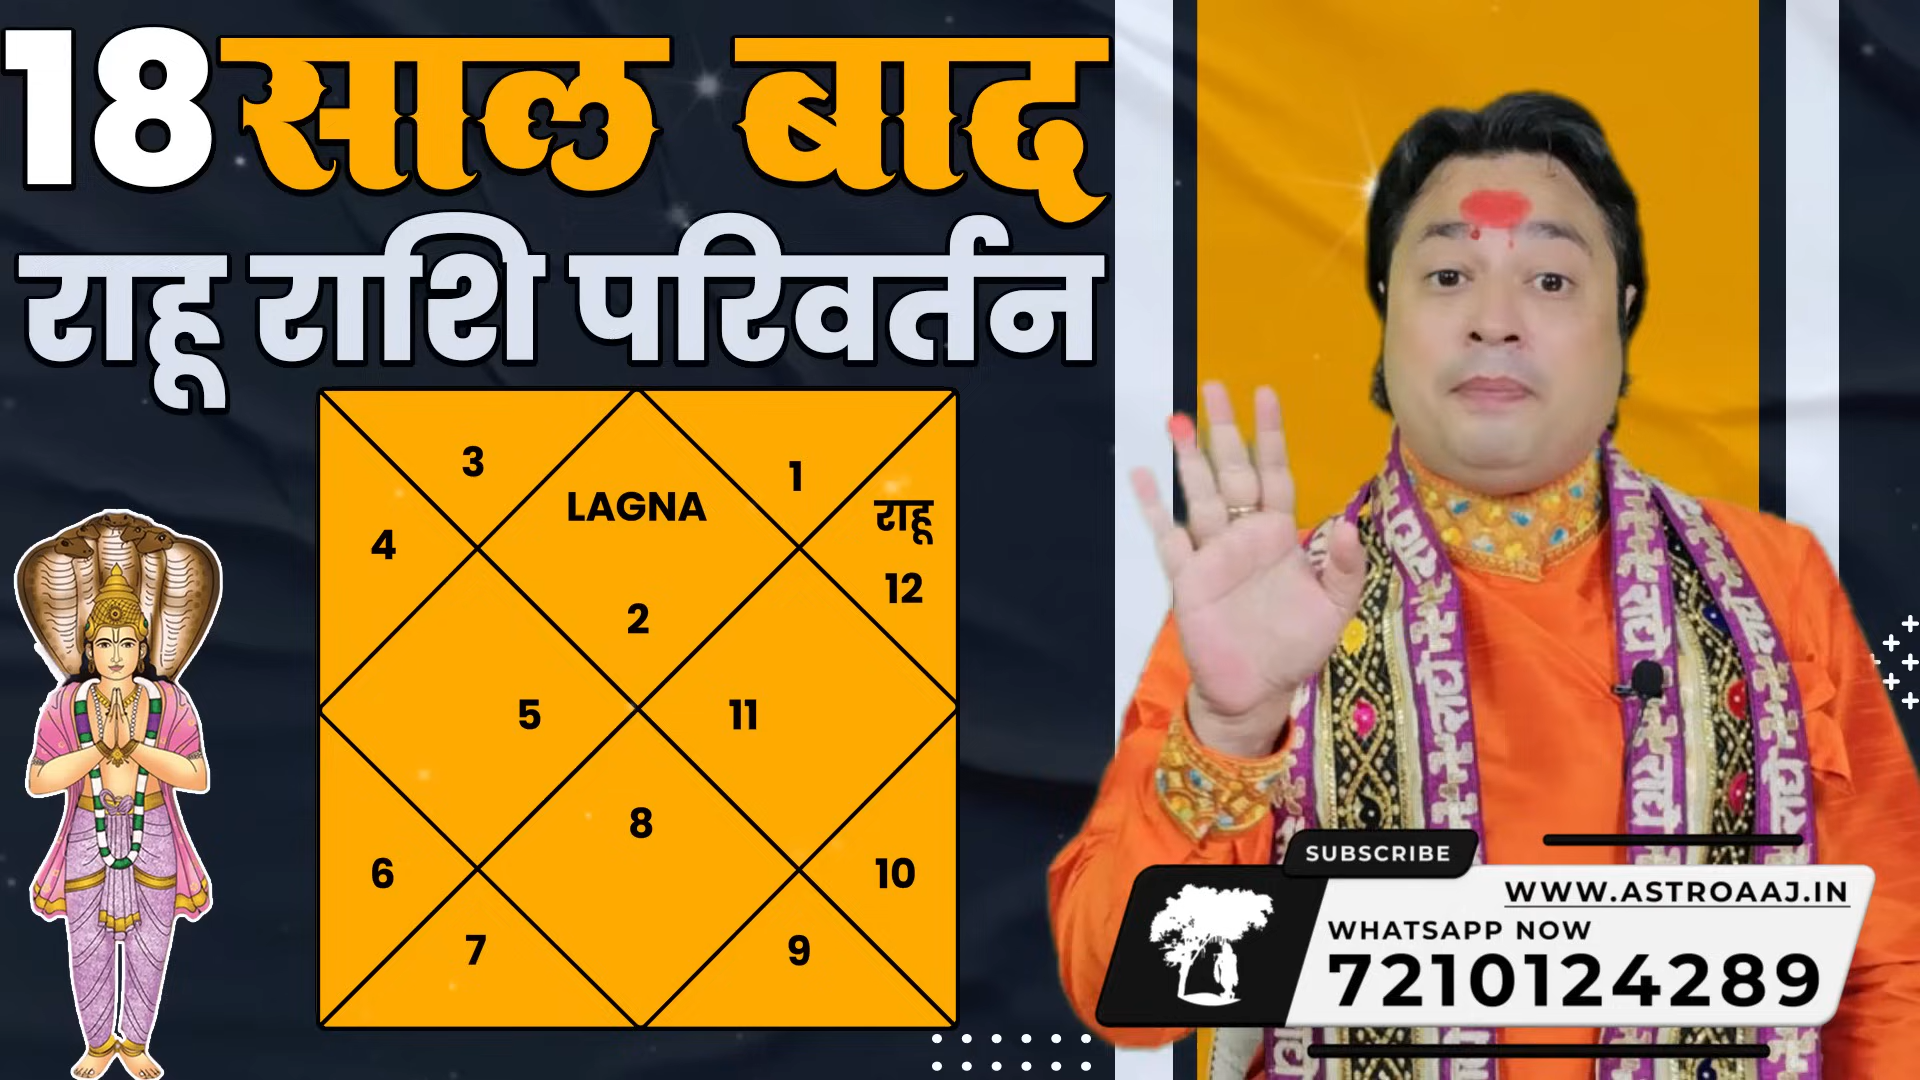 18 साल बाद
राहू राशि परिवर्तन
3
LAGNA
1
राहू
4
12
2
5
11
8
6
10
7
9
SUBSCRIBE
WWW.ASTROAAJ.IN
WHATSAPP NOW
7210124289
राधे
राधे
राधे